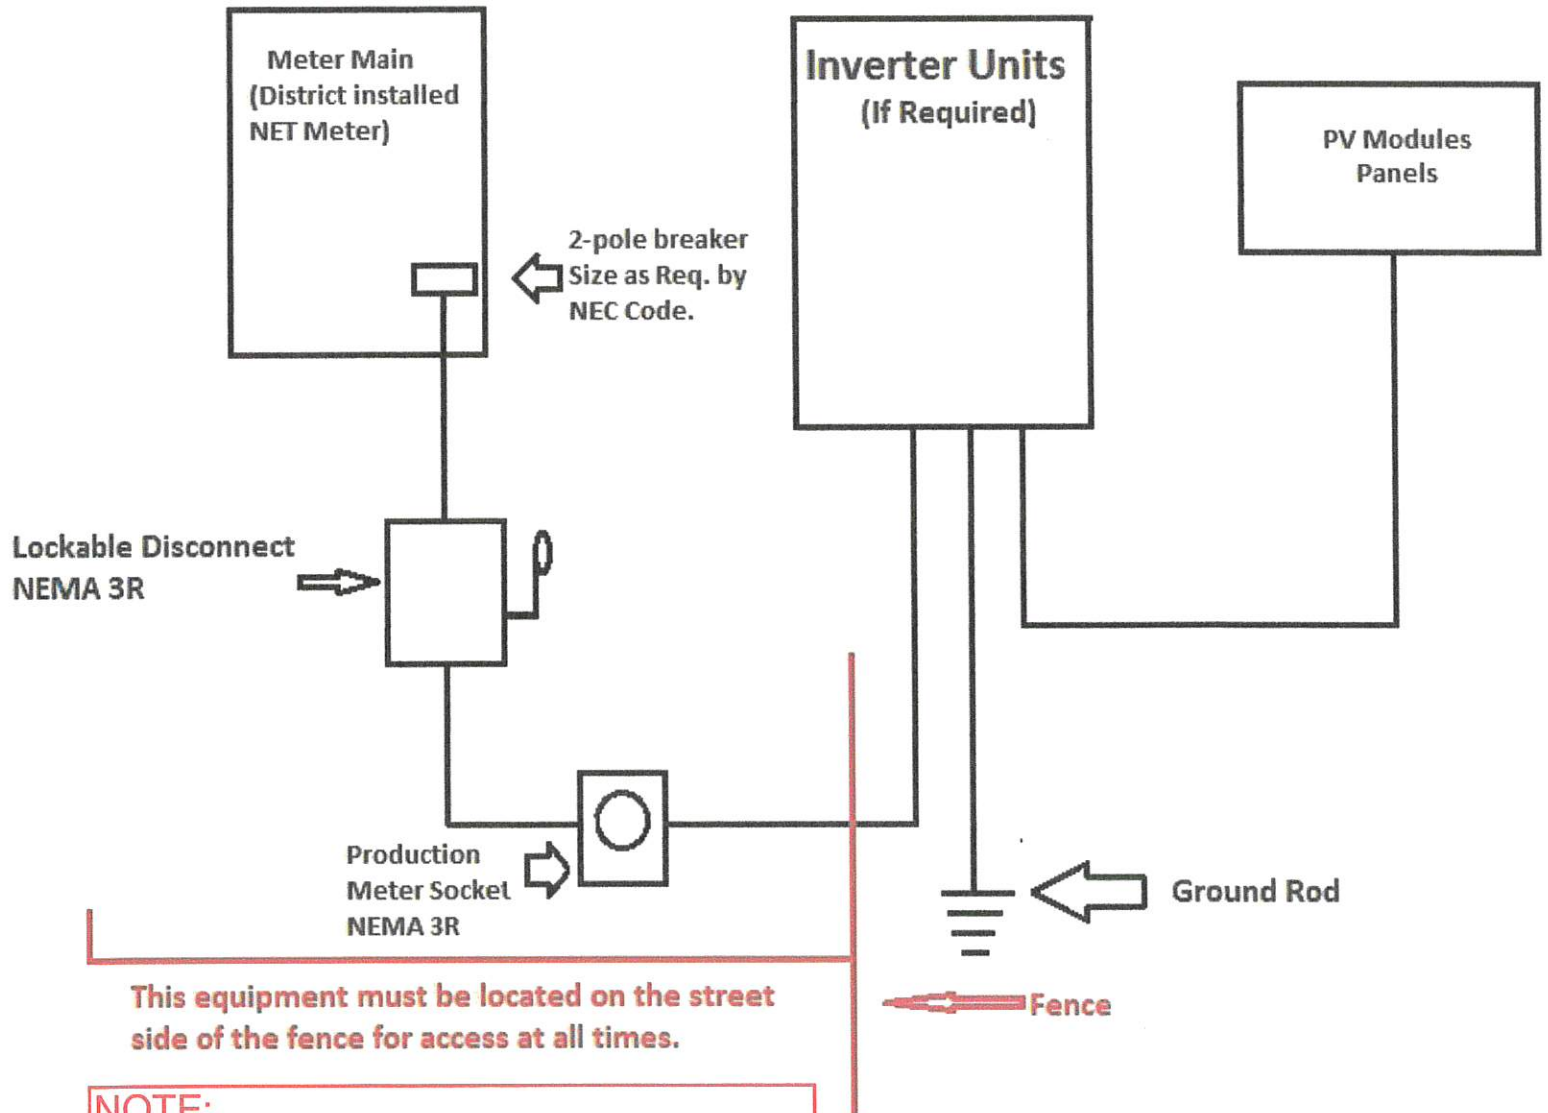 Meter Main
(District installed
NET Meter)
Inverter Units
(If Required)
PV Modules
Panels
2-pole breaker
Size as Req. by
NEC Code.
Lockable Disconnect
NEMA 3R
Production
Meter Socket
NEMA 3R
Ground Rod
This equipment must be located on the street
side of the fence for access at all times.
Fence
NOTE: